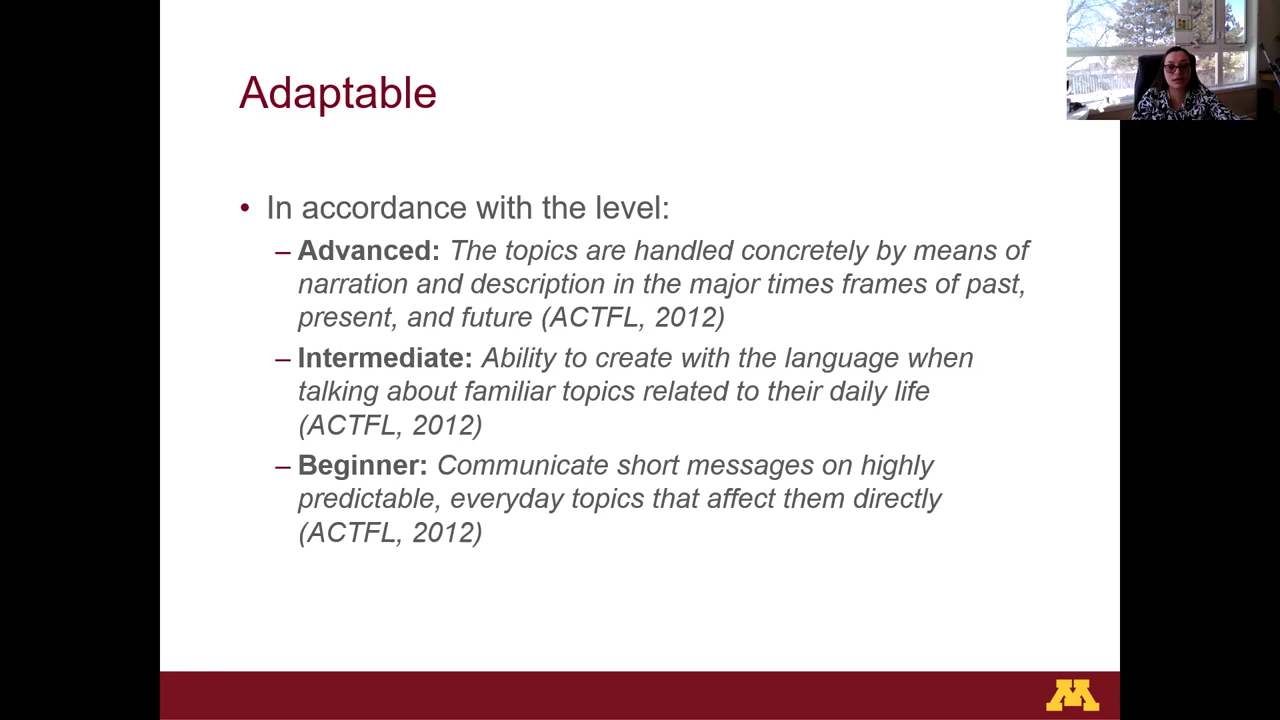 Adaptable
• In accordance with the level:
– Advanced: The topics are handled concretely by means of
narration and description in the major times frames of past,
present, and future (ACTFL, 2012)
– Intermediate: Ability to create with the language when
talking about familiar topics related to their daily life
(ACTFL, 2012)
– Beginner: Communicate short messages on highly
predictable, everyday topics that affect them directly
(ACTFL, 2012)
M